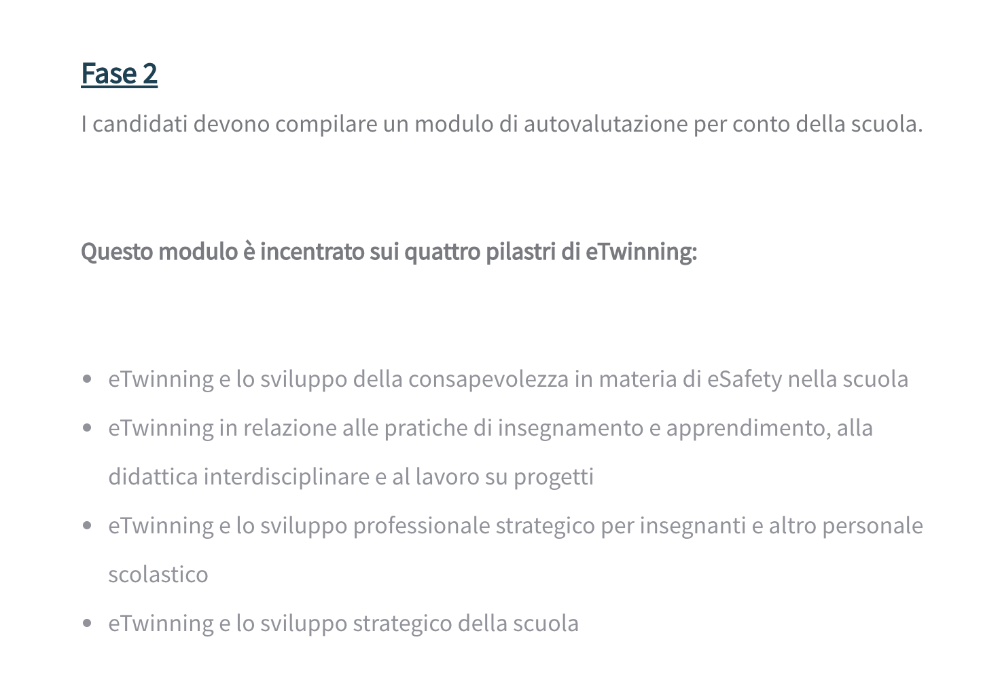 Fase 2
I candidati devono compilare un modulo di autovalutazione per conto della scuola.
Questo modulo è incentrato sui quattro pilastri di eTwinning:
• eTwinning e lo sviluppo della consapevolezza in materia di eSafety nella scuola
• eTwinning in relazione alle pratiche di insegnamento e apprendimento, alla
didattica interdisciplinare e al lavoro su progetti
• eTwinning e lo sviluppo professionale strategico per insegnanti e altro personale
scolastico
• eTwinning e lo sviluppo strategico della scuola